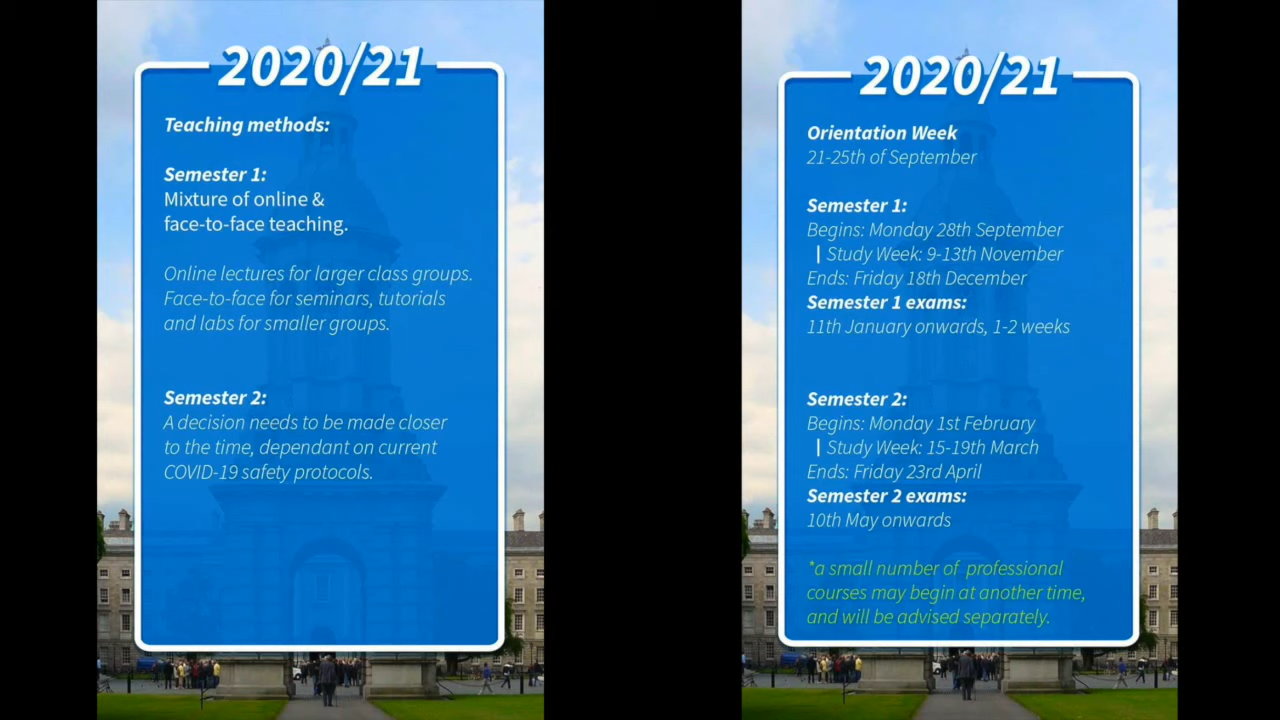 2020/21
Teaching methods:
Semester 1:
Mixture of online &
face-to-face teaching.
Online lectures for larger class groups.
Face-to-face for seminars, tutorials
and labs for smaller groups.
Semester 2:
A decision needs to be made closer
to the time, dependant on current
COVID-19 safety protocols.
2020/21
Orientation Week
21-25th of September
Semester 1:
Begins: Monday 28th September
| Study Week: 9-13th November
Ends: Friday 18th December
Semester 1 exams:
11th January onwards, 1-2 weeks
Semester 2:
Begins: Monday 1st February
| Study Week: 15-19th March
Ends: Friday 23rd April
Semester 2 exams:
10th May onwards
*a small number of professional
courses may begin at another time,
and will be advised separately.